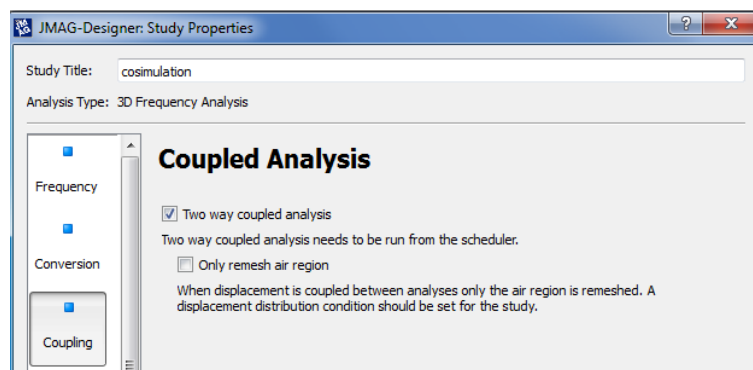 JMAG-Designer: Study Properties
Study Title: cosimulation
Analysis Type: 3D Frequency Analysis
Frequency
Conversion
Coupling
Coupled Analysis
Two way coupled analysis
Two way coupled analysis needs to be run from the scheduler.
Only remesh air region
When displacement is coupled between analyses only the air region is remeshed. A
displacement distribution condition should be set for the study.